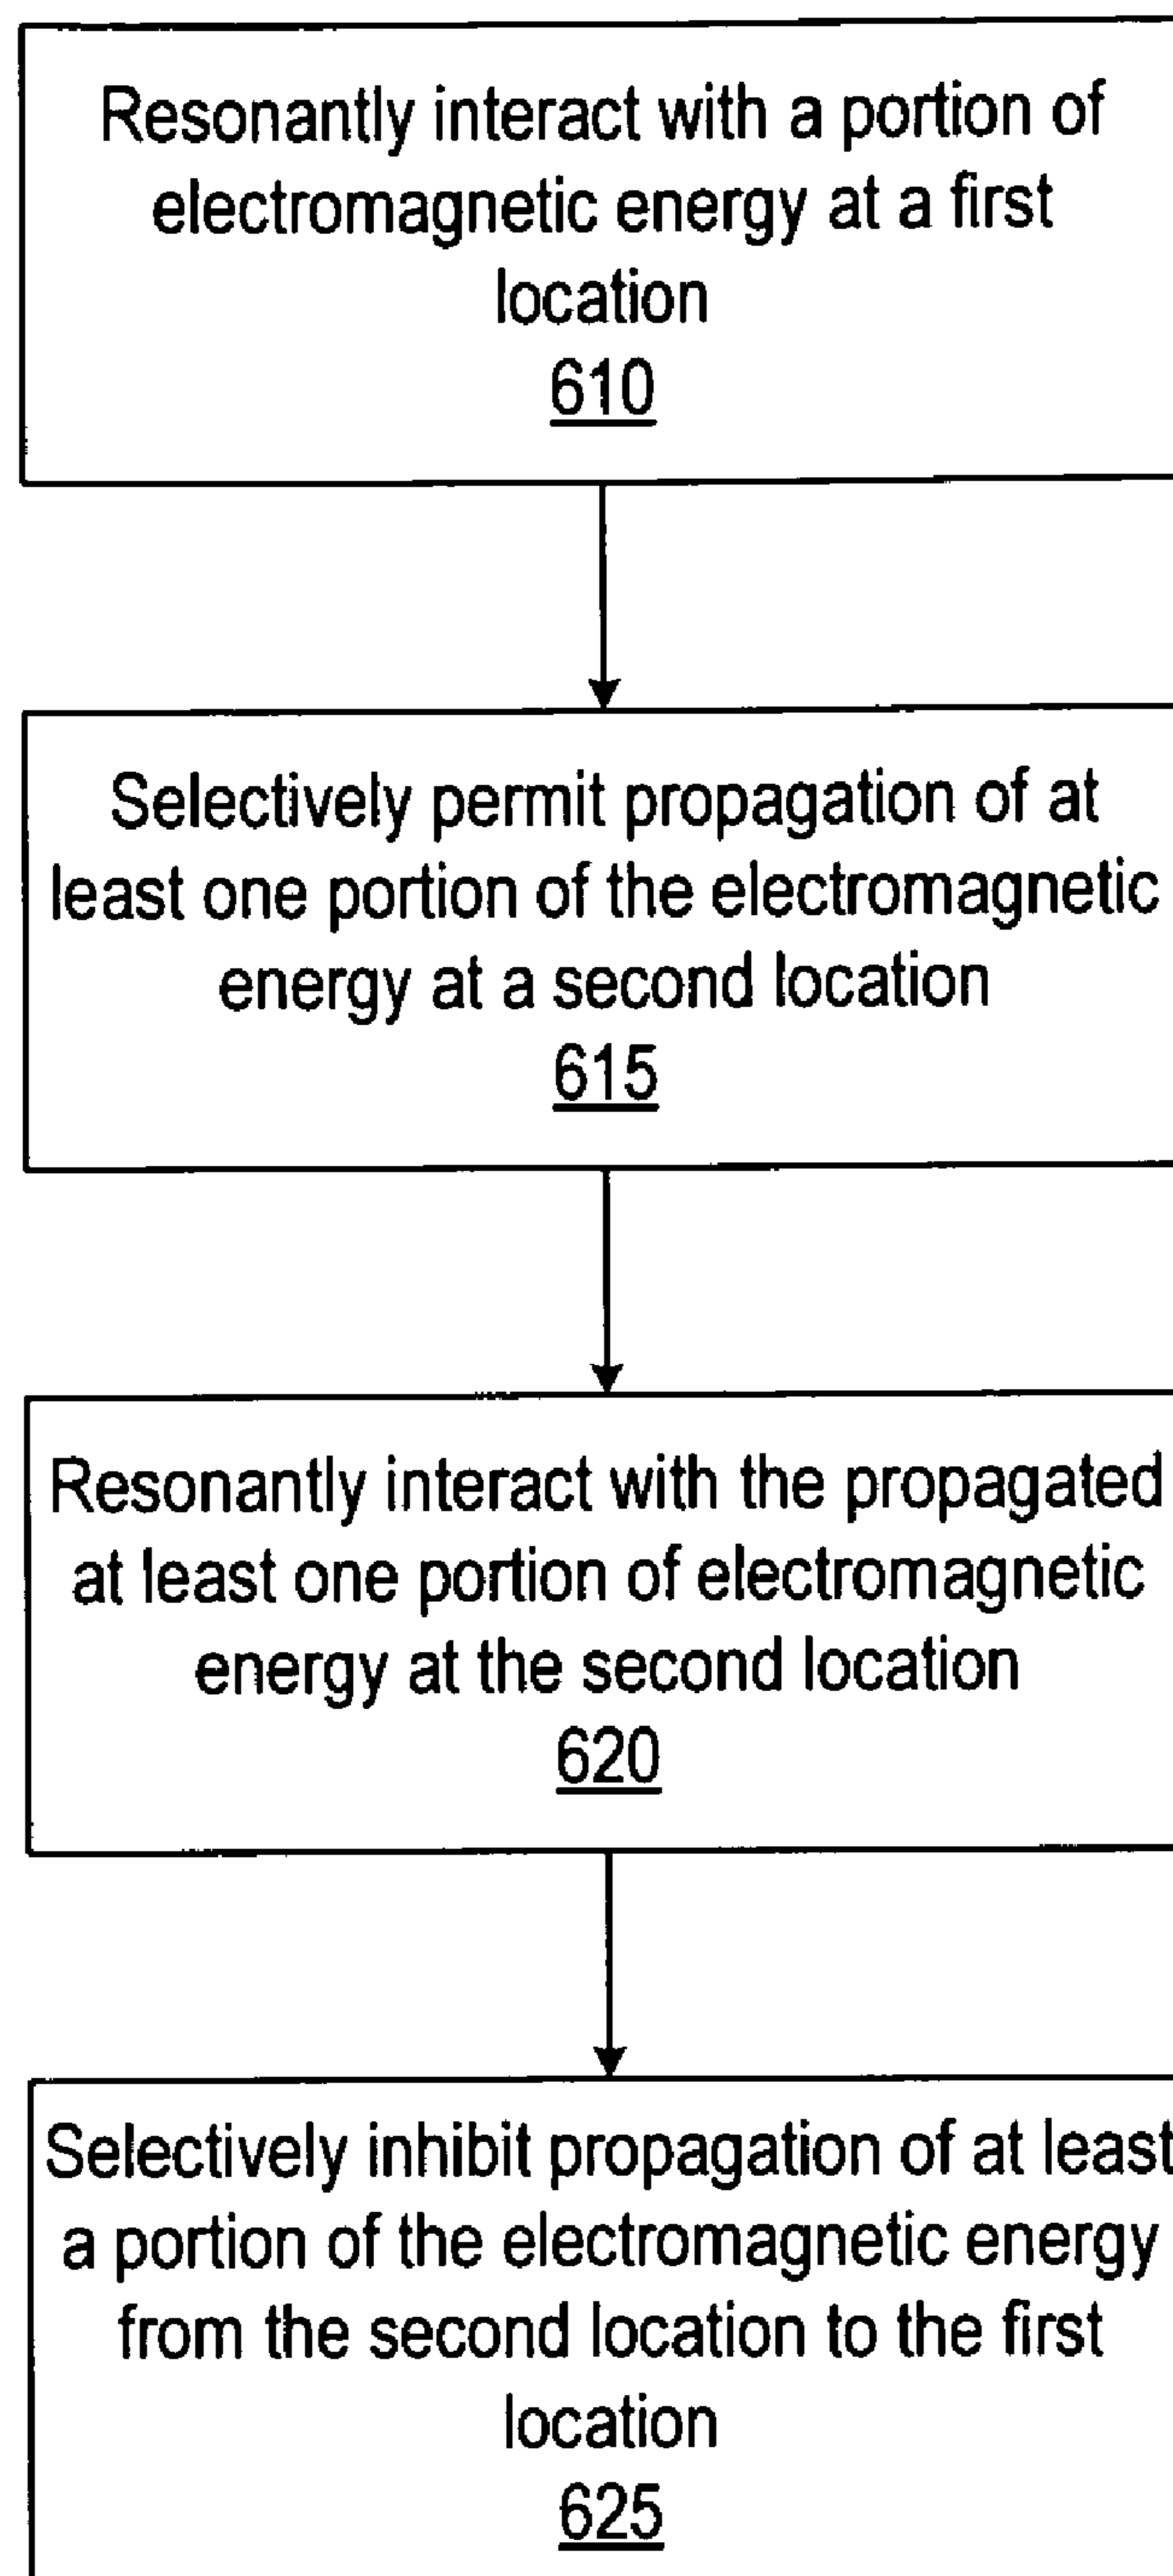 Resonantly interact with a portion of
electromagnetic energy at a first
location
610
Selectively permit propagation of at
least one portion of the electromagnetic
energy at a second location
615
Resonantly interact with the propagated
at least one portion of electromagnetic
energy at the second location
620
Selectively inhibit propagation of at least
a portion of the electromagnetic energy
from the second location to the first
location
625